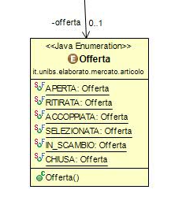 -offerta 0..1
<<Java Enumeration>>
E Offerta
it.unibs.elaborato.mercato.articolo
APERTA: Offerta
RITIRATA: Offerta
ACCOPPIATA: Offerta
SELEZIONATA: Offerta
IN_SCAMBIO: Offerta
CHIUSA: Offerta
Offerta()